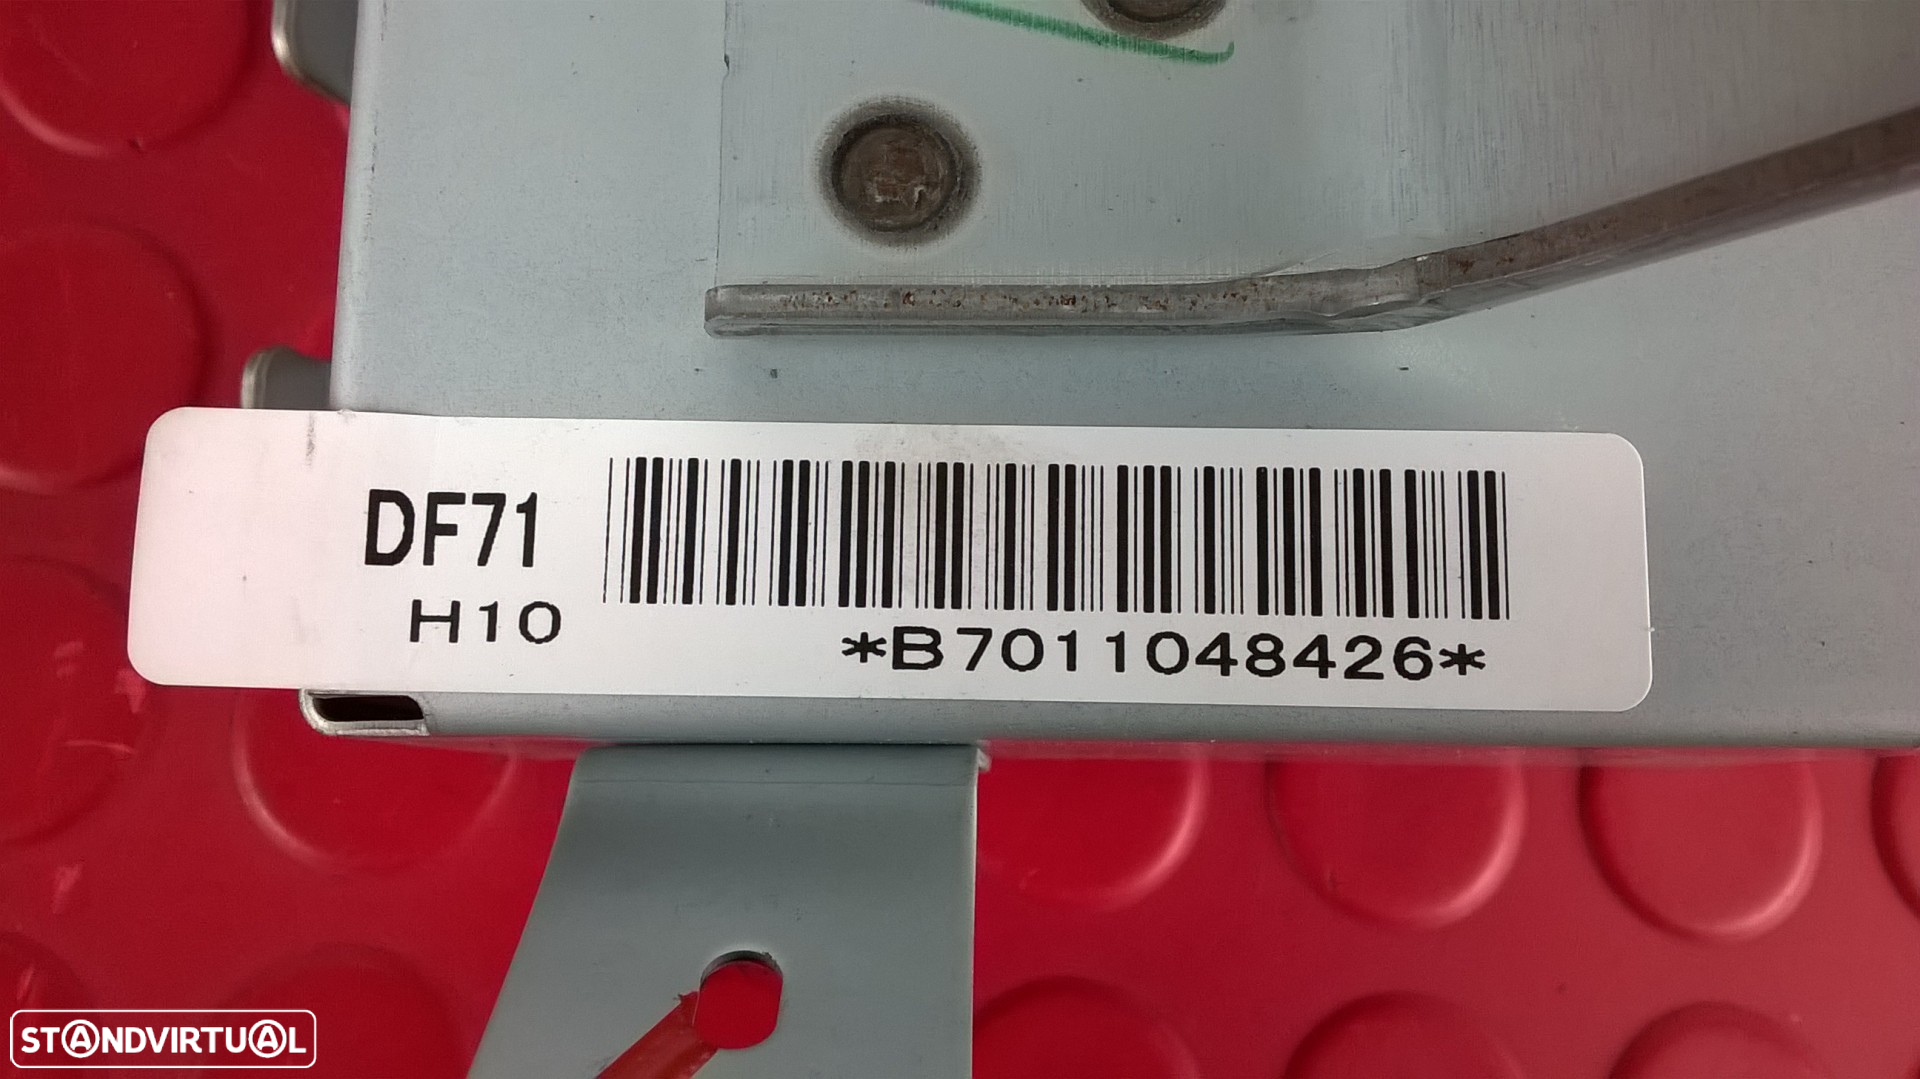 DF71
H10
*B7011048426*
STANDVIRTUAL